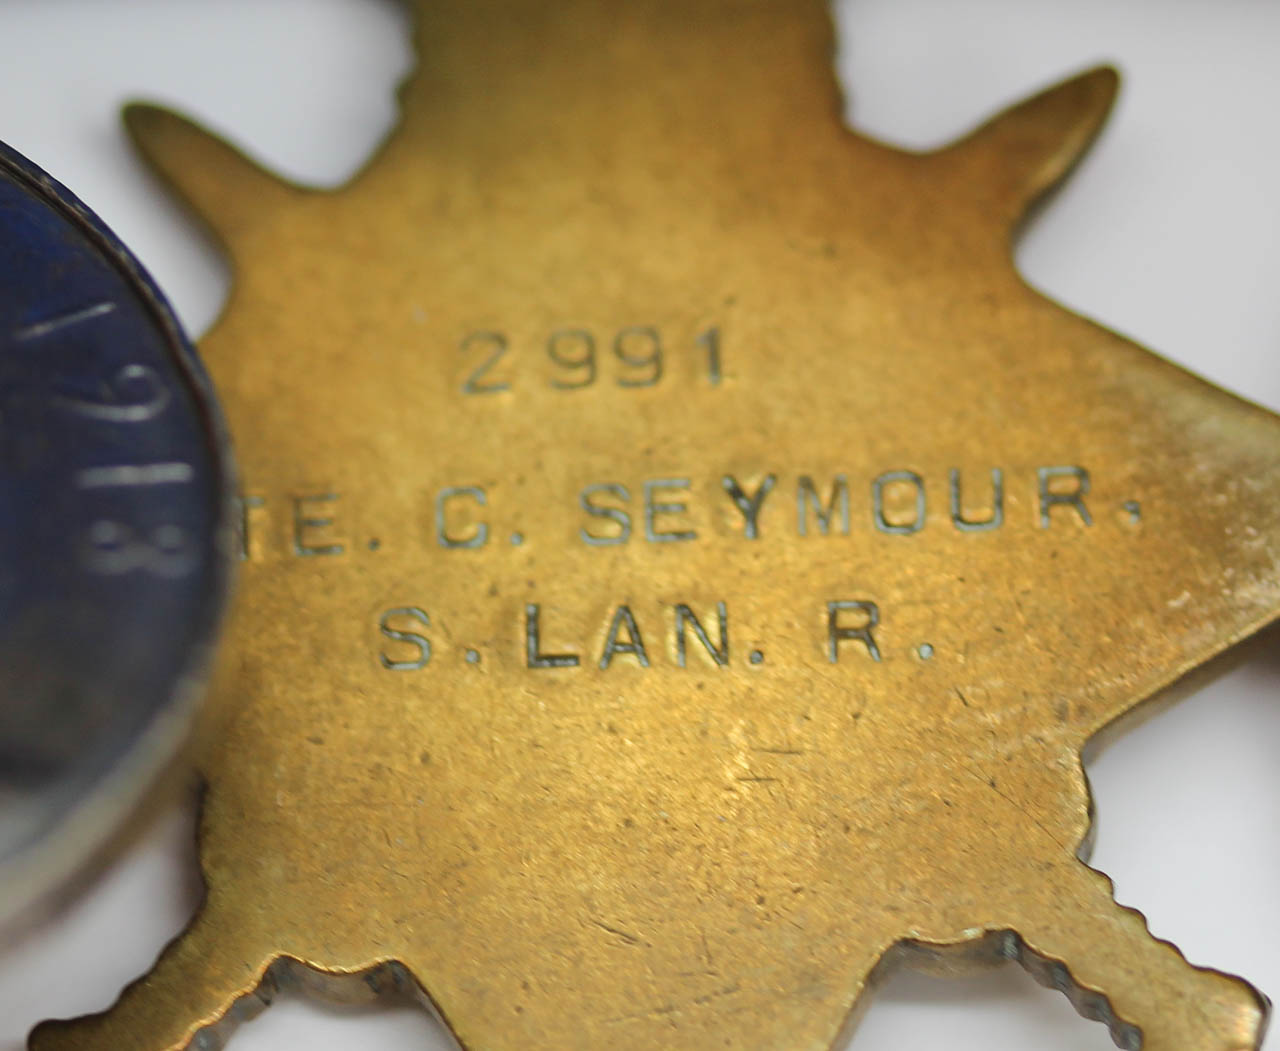 2991
TE. C. SEYMOUR.
S. LAN. R.
1918